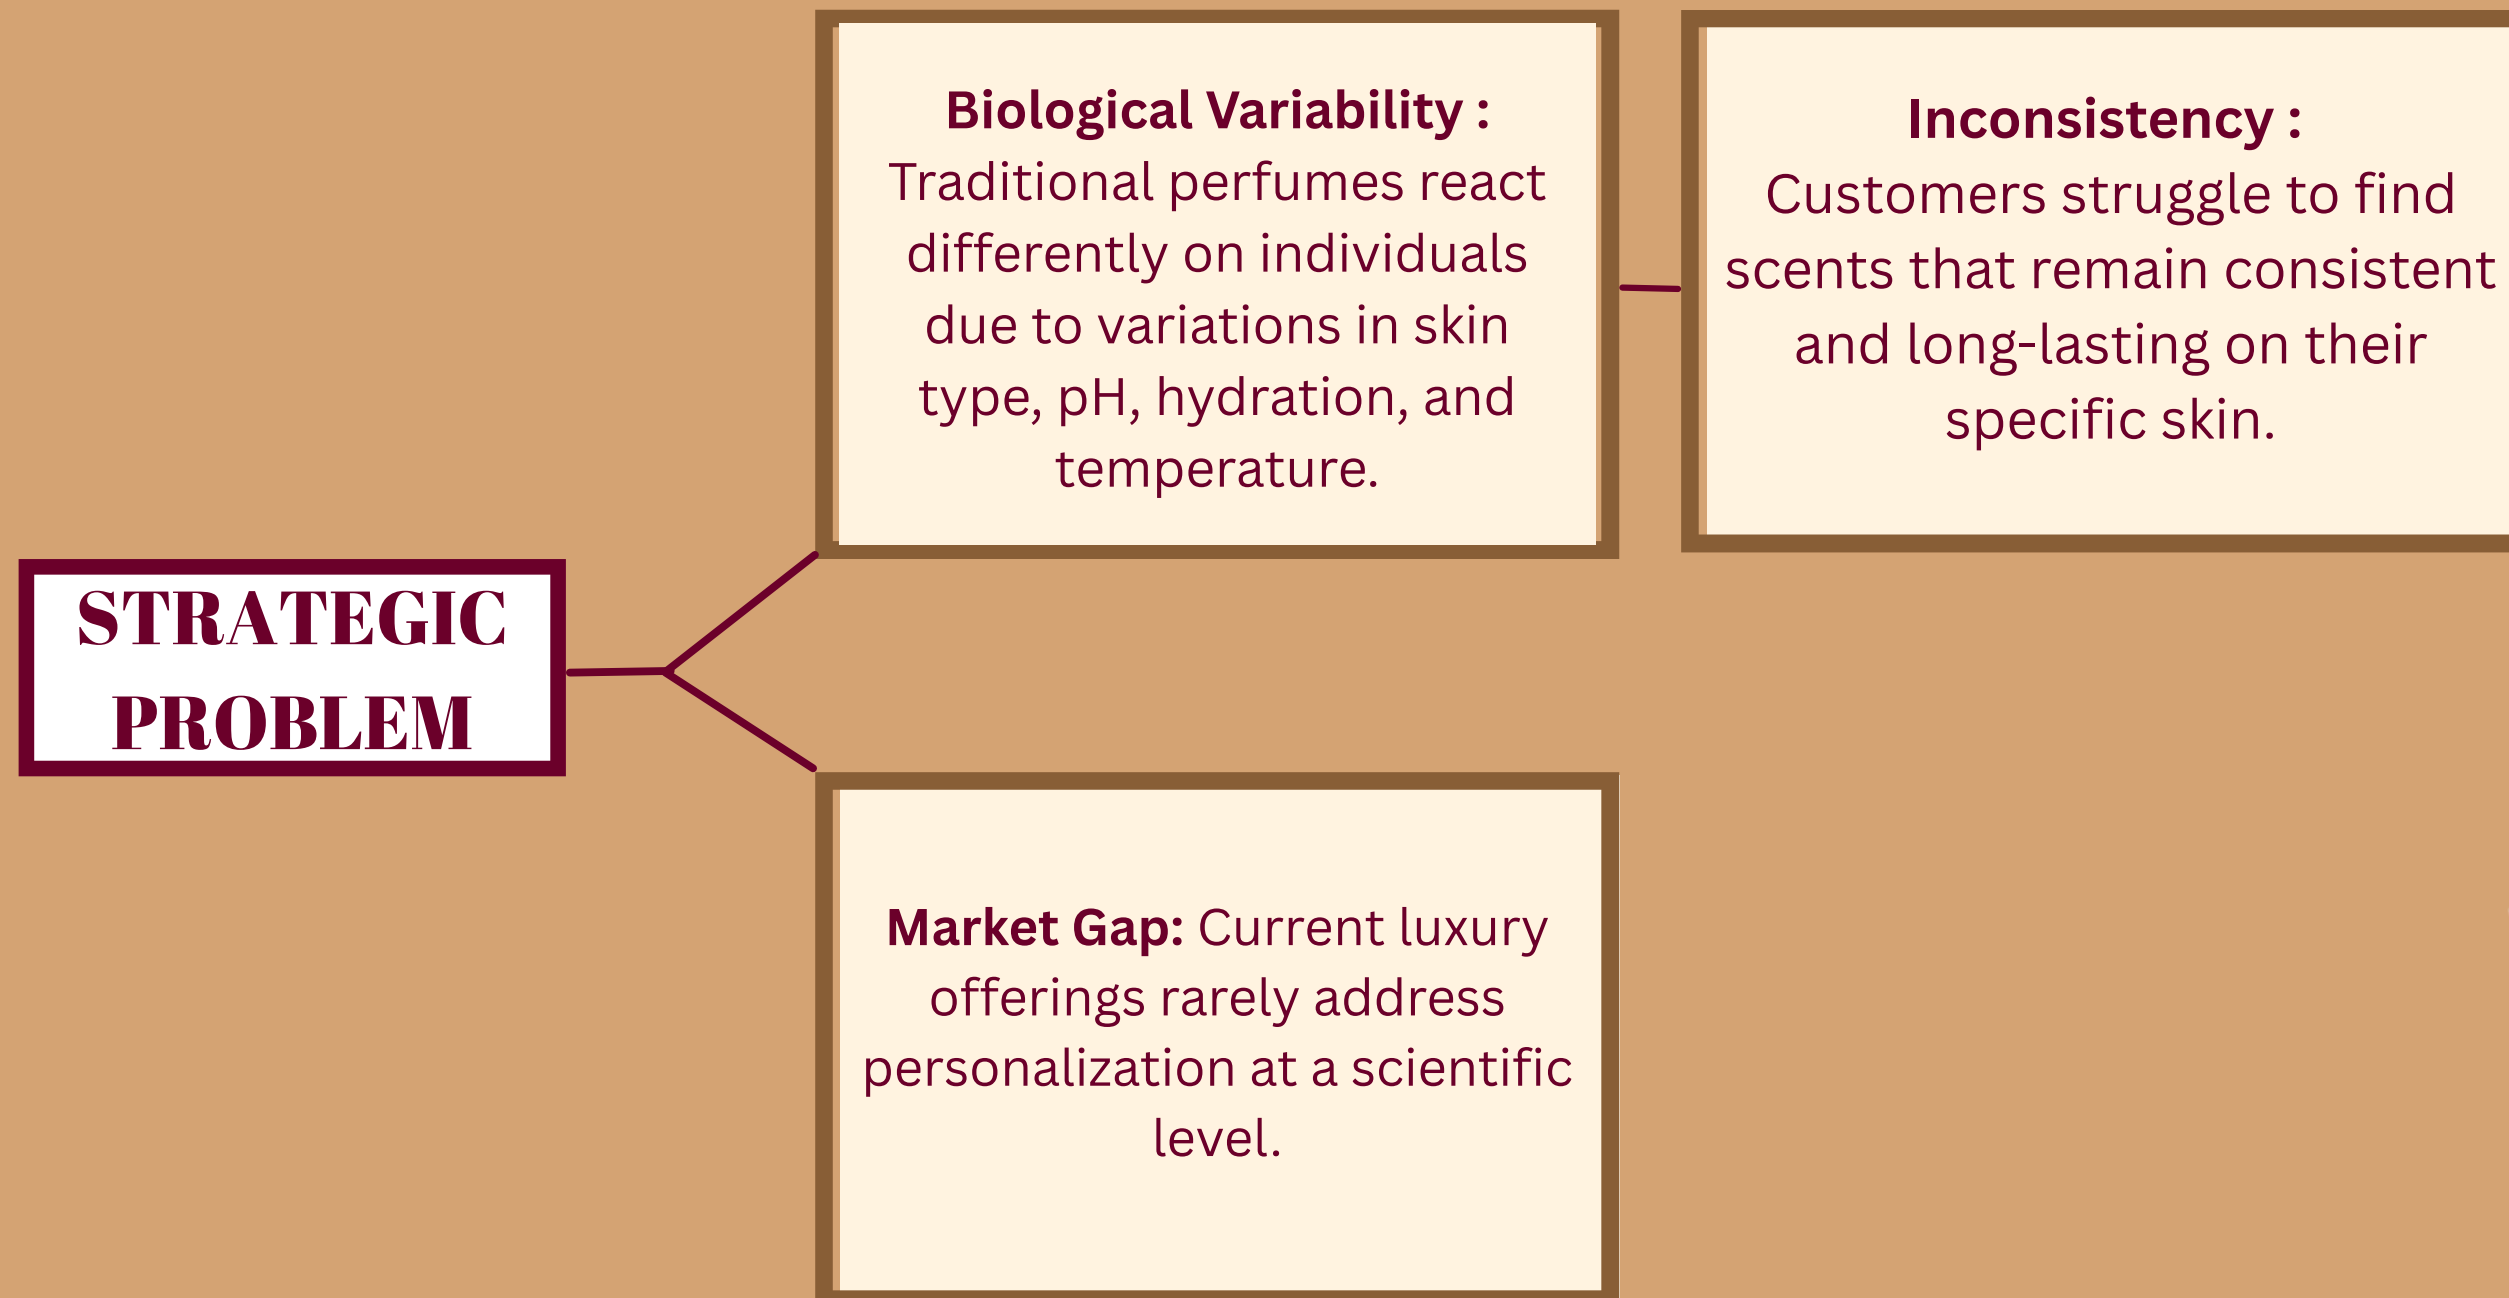 Biological Variability :
Traditional perfumes react
differently on individuals
due to variations in skin
type, pH, hydration, and
temperature.
Inconsistency :
Customers struggle to find
scents that remain consistent
and long-lasting on their
specific skin.
STRATEGIC
PROBLEM
Market Gap: Current luxury
offerings rarely address
personalization at a scientific
level.